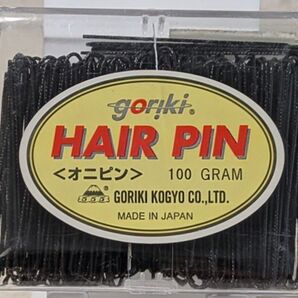 goriki®
HAIR PIN
<オニピン> 100 GRAM
GORIKI KOGYO CO.,LTD.
MADE IN JAPAN